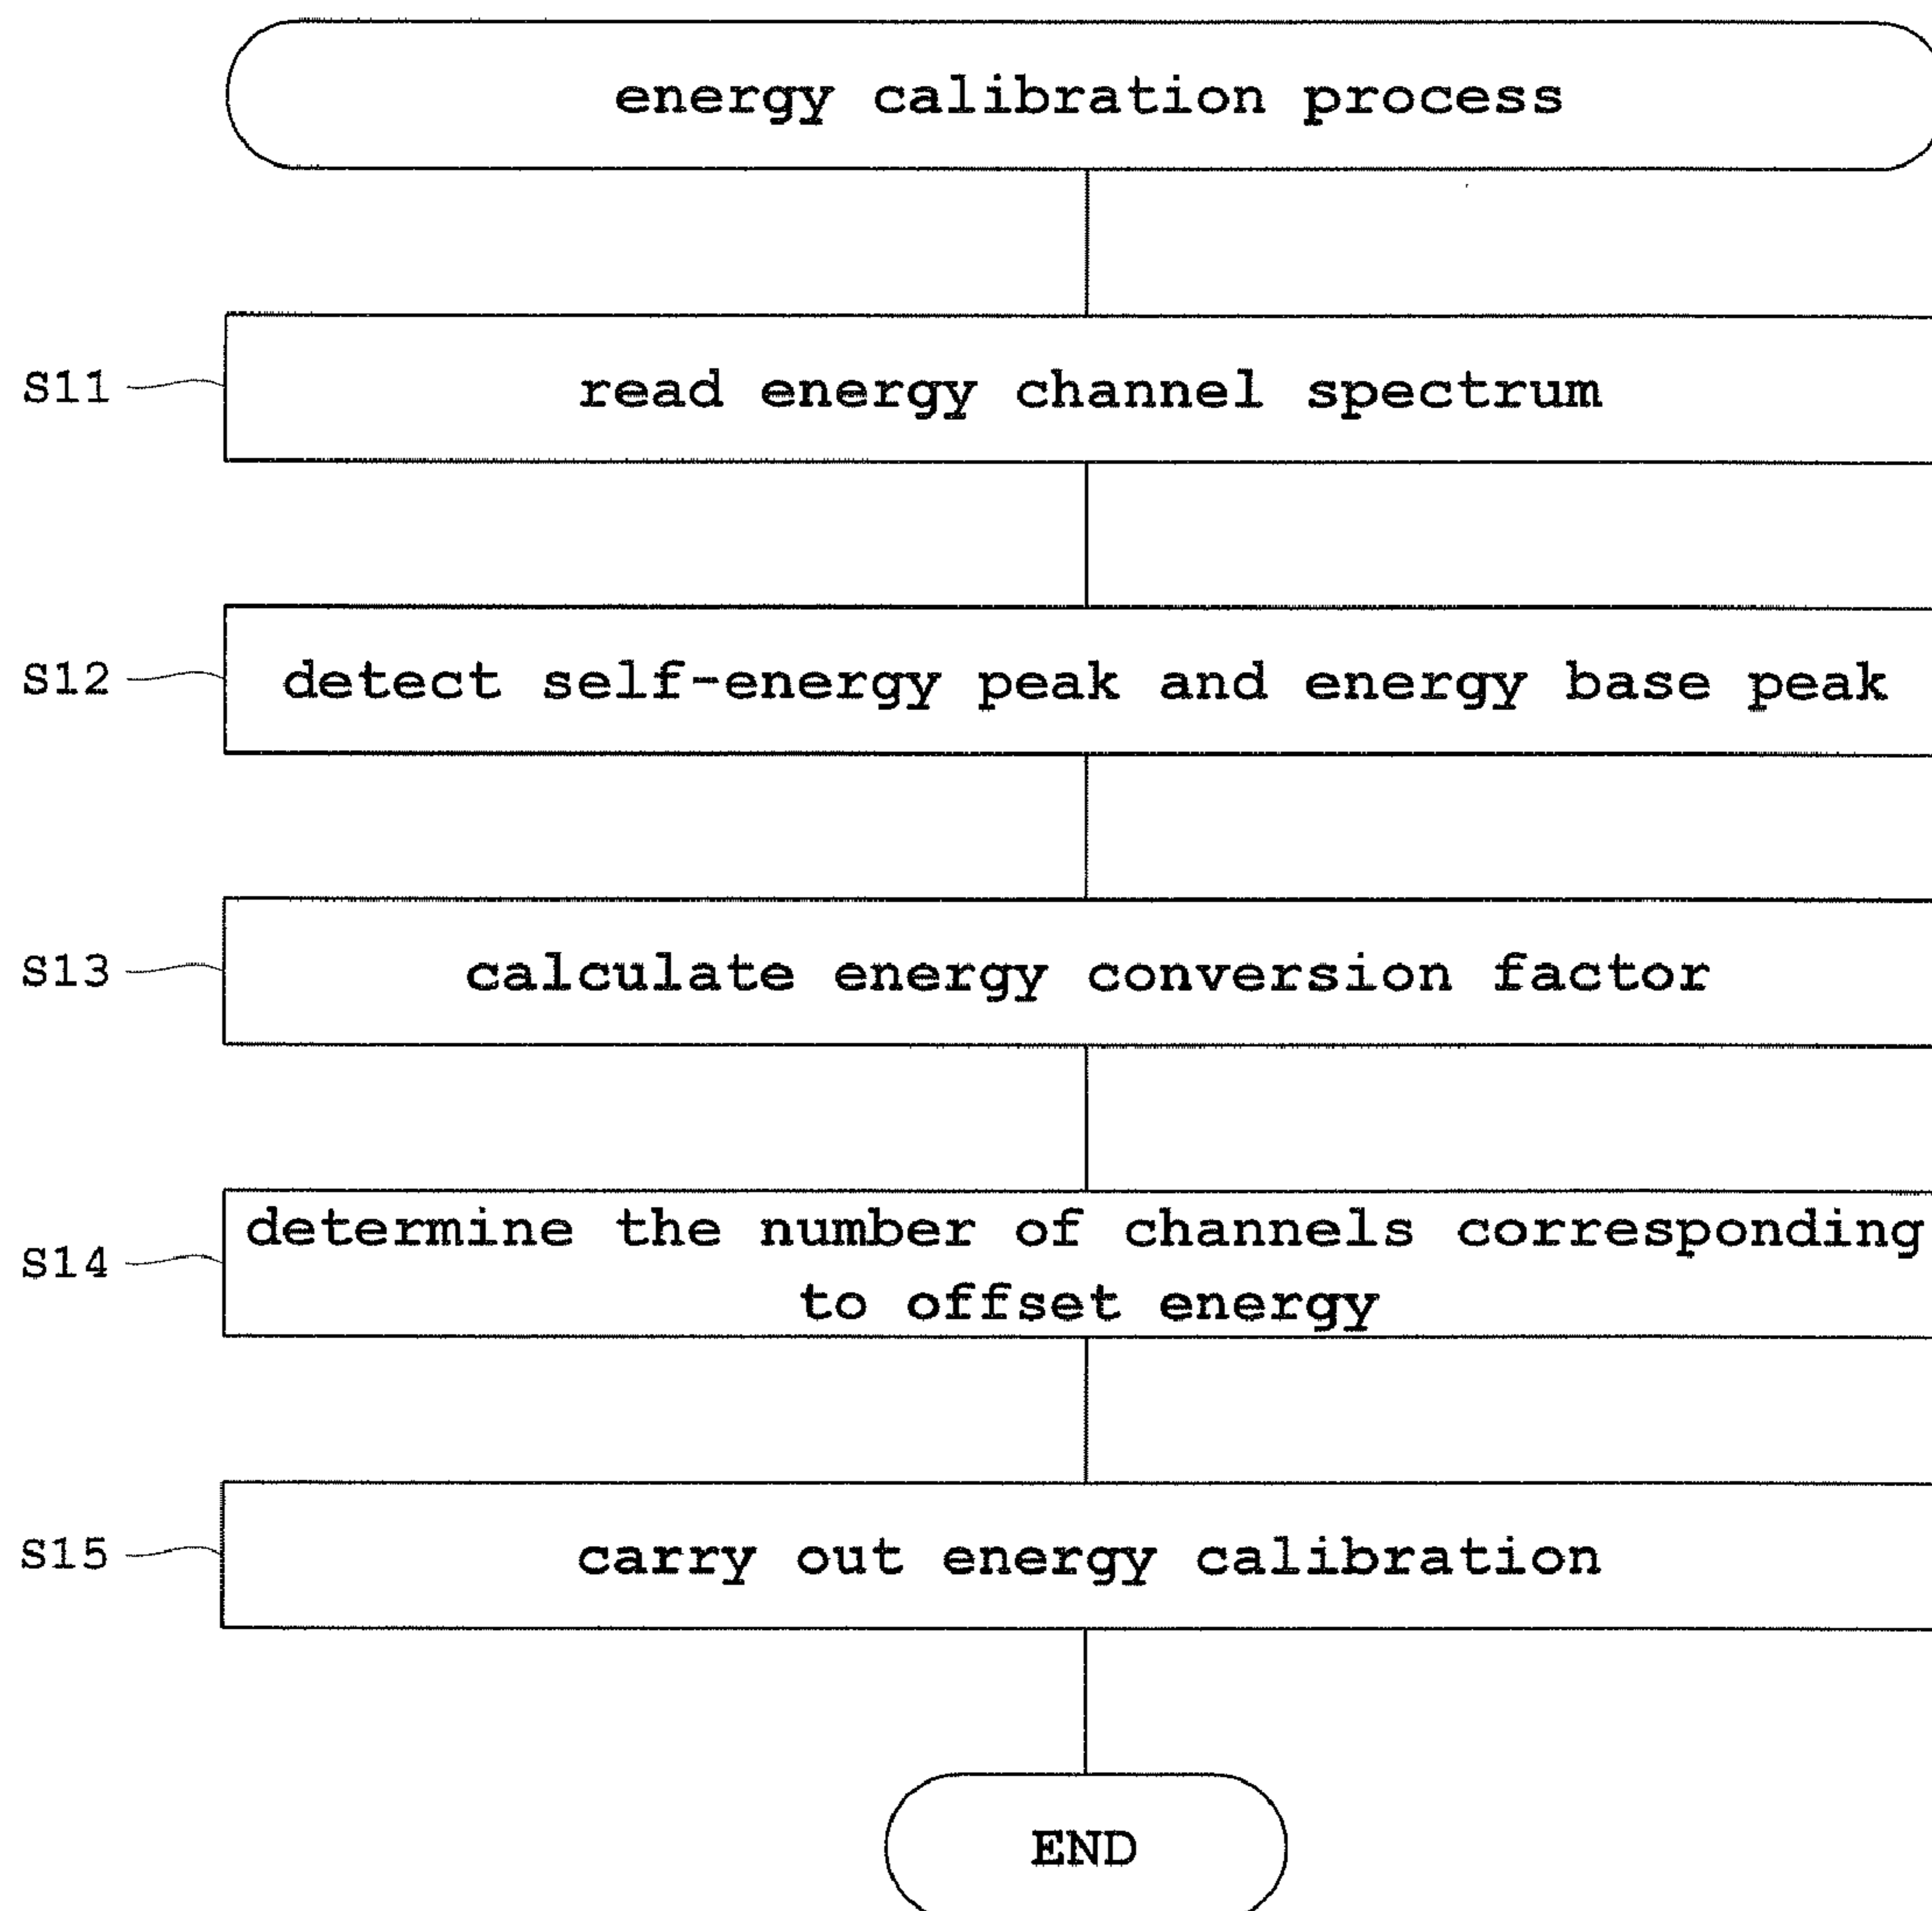 energy calibration process
S11
read energy channel spectrum
S12
detect self-energy peak and energy base peak
S13
calculate energy conversion factor
S14
determine the number of channels corresponding
to offset energy
S15
carry out energy calibration
END